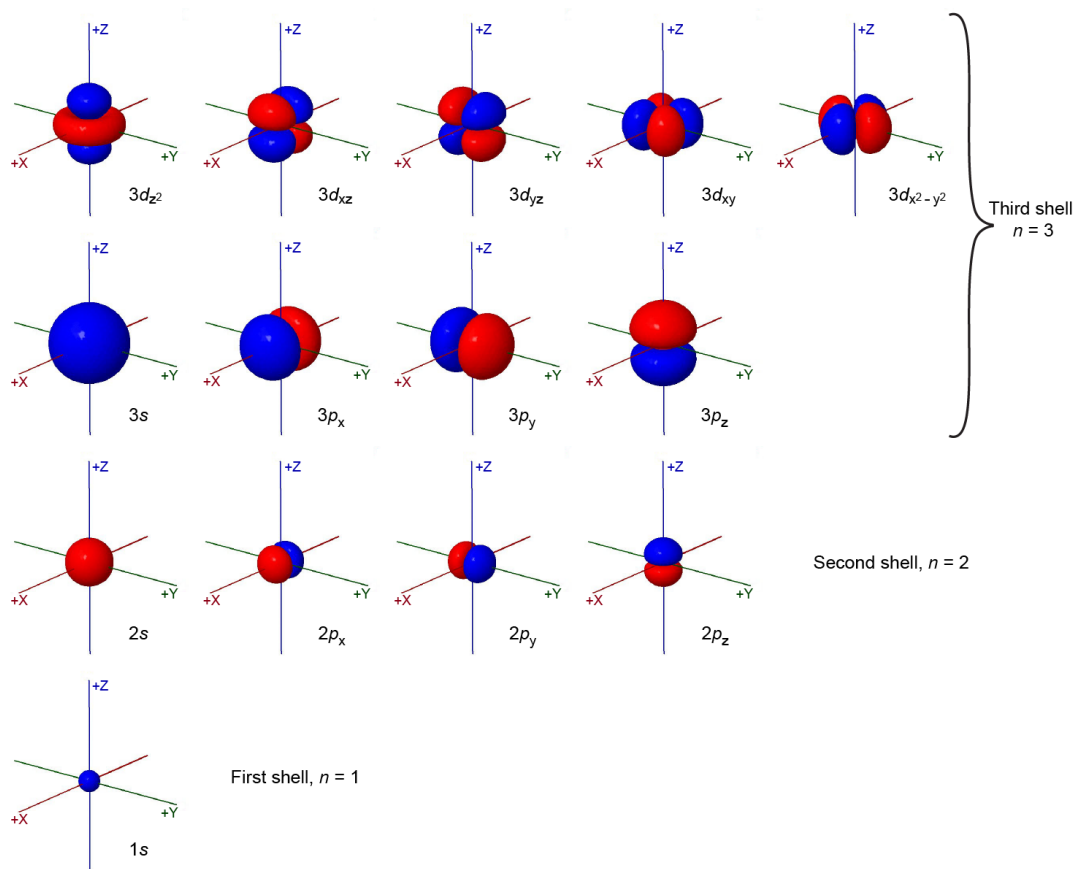 +Z +Z +Z +Z +Z
+X +Y +X +Y +X +Y +X +Y +X +Y
3dz2 3dxz 3dyz 3dxy 3dx2 - y2
Third shell
n = 3
+Z +Z +Z +Z
+X +Y +X +Y +X +Y +X +Y
3s 3px 3py 3pz
+Z +Z +Z +Z
Second shell, n = 2
+X +Y +X +Y +X +Y +X +Y
2s 2px 2py 2pz
+Z
First shell, n = 1
+X +Y
1s